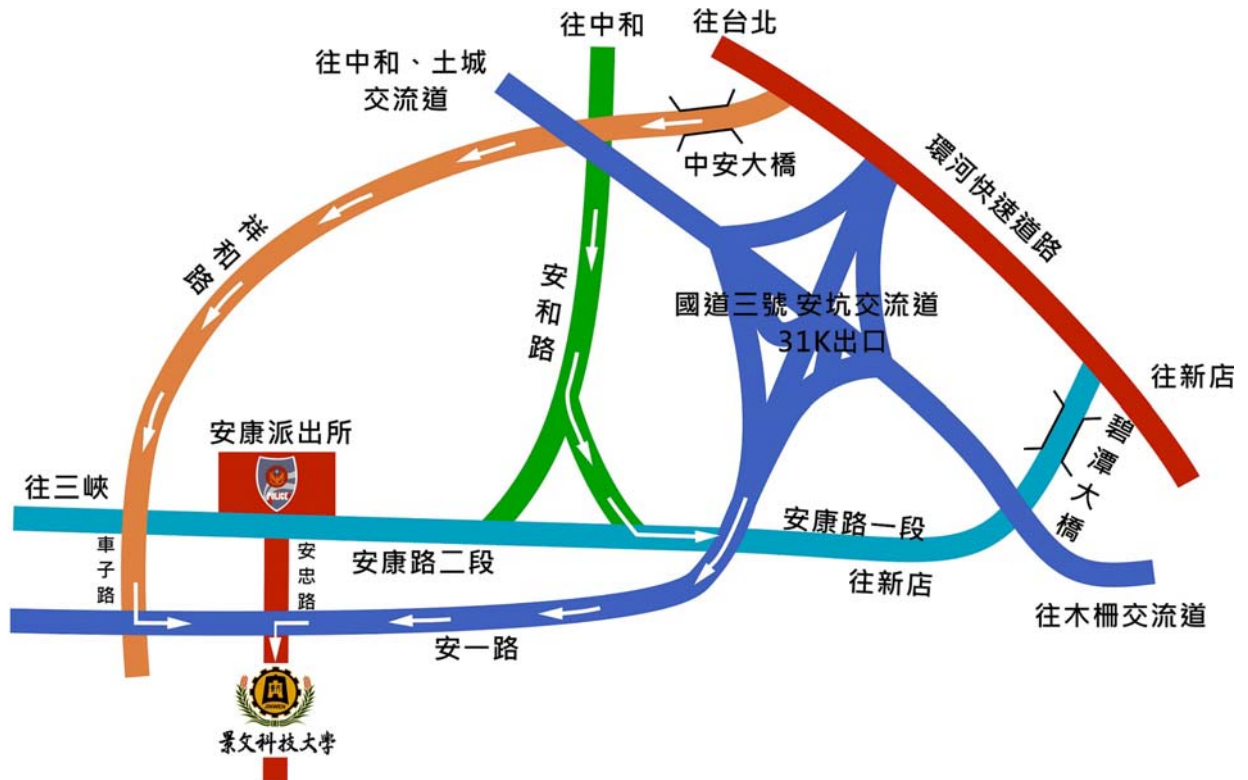 往中和
往台北
往中和、土城
交流道
中安大橋
環河快速道路
祥和路
安和路
國道三號 安坑交流道
31K出口
往新店
碧潭大橋
安康派出所
POLICE
往三峽
安康路一段
安康路二段
往新店
車子路
安忠路
安一路
往木柵交流道
JINWEN
景文科技大學